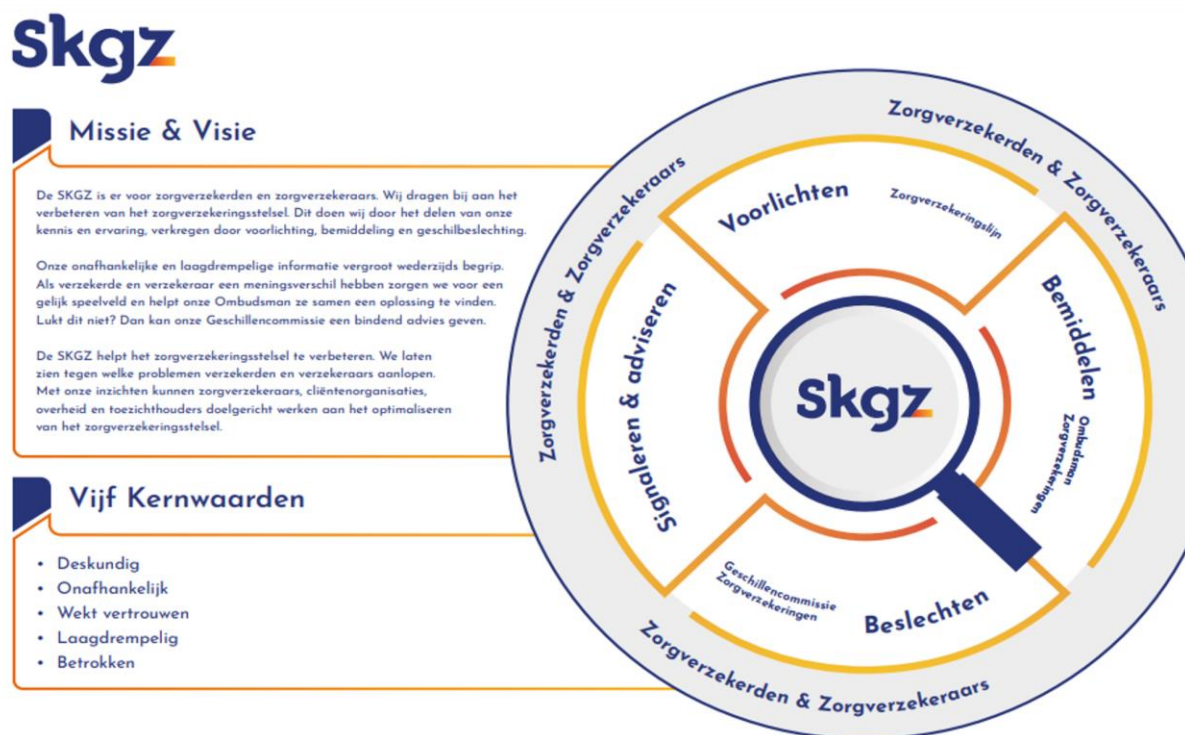 Skgz
Missie & Visie
De SKGZ is er voor zorgverzekerden en zorgverzekeraars. Wij dragen bij aan het
verbeteren van het zorgverzekeringsstelsel. Dit doen wij door het delen van onze
kennis en ervaring, verkregen door voorlichting, bemiddeling en geschilbeslechting.
Onze onafhankelijke en laagdrempelige informatie vergroot wederzijds begrip.
Als verzekerde en verzekeraar een meningsverschil hebben zorgen we voor een
gelijk speelveld en helpt onze Ombudsman ze samen een oplossing te vinden.
Lukt dit niet? Dan kan onze Geschillencommissie een bindend advies geven.
De SKGZ helpt het zorgverzekeringsstelsel te verbeteren. We laten
zien tegen welke problemen verzekerden en verzekeraars aanlopen.
Met onze inzichten kunnen zorgverzekeraars, cliëntenorganisaties,
overheid en toezichthouders doelgericht werken aan het optimaliseren
van het zorgverzekeringsstelsel.
Vijf Kernwaarden
• Deskundig
• Onafhankelijk
• Wekt vertrouwen
• Laagdrempelig
• Betrokken
Zorgverzekerden & Zorgverzekeraars
Zorgverzekerden & Zorgverzekeraars
Zorgverzekerden & Zorgverzekeraars
Voorlichten
Zorgverzekeringslijn
Bemiddelen
Ombudsman
Zorgverzekeringen
Beslechten
Geschillencommissie
Zorgverzekeringen
Signaleren & adviseren
Skgz